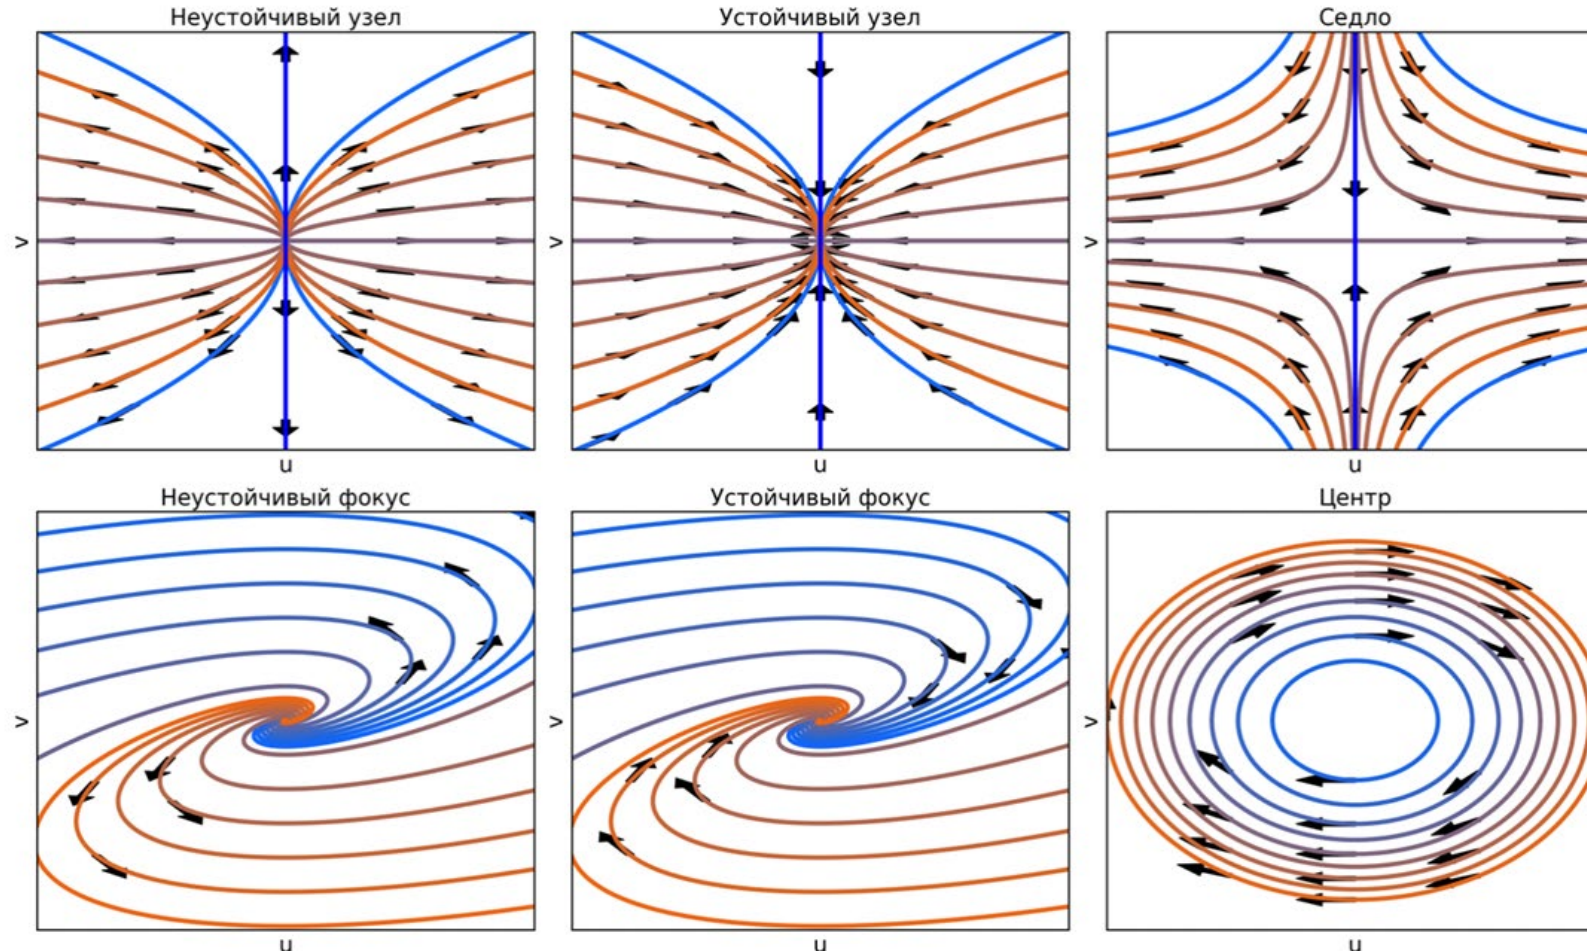 Неустойчивый узел
Устойчивый узел
Седло
v
v
v
u
u
u
Неустойчивый фокус
Устойчивый фокус
Центр
v
v
v
u
u
u